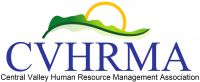 CVHRMA
Central Valley Human Resource Management Association